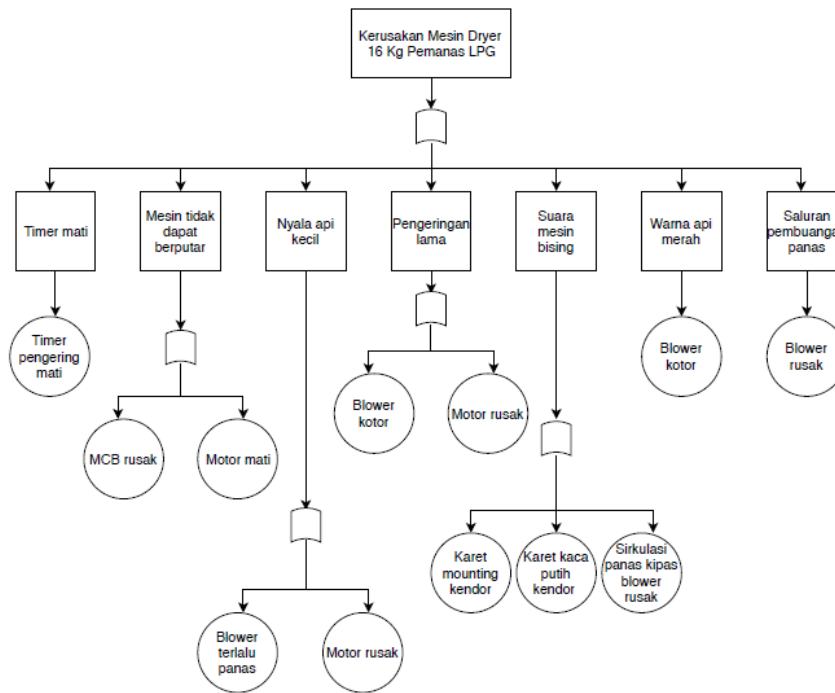 Kerusakan Mesin Dryer
16 Kg Pemanas LPG
Timer mati
Mesin tidak
dapat
berputar
Nyala api
kecil
Pengeringan
lama
Suara
mesin
bising
Warna api
merah
Saluran
pembuangan
panas
Timer
pengering
mati
Blower
kotor
Motor rusak
Blower
kotor
Blower
rusak
MCB rusak
Motor mati
Karet
mounting
kendor
Karet kaca
putih
kendor
Sirkulasi
panas kipas
blower
rusak
Blower
terlalu
panas
Motor rusak